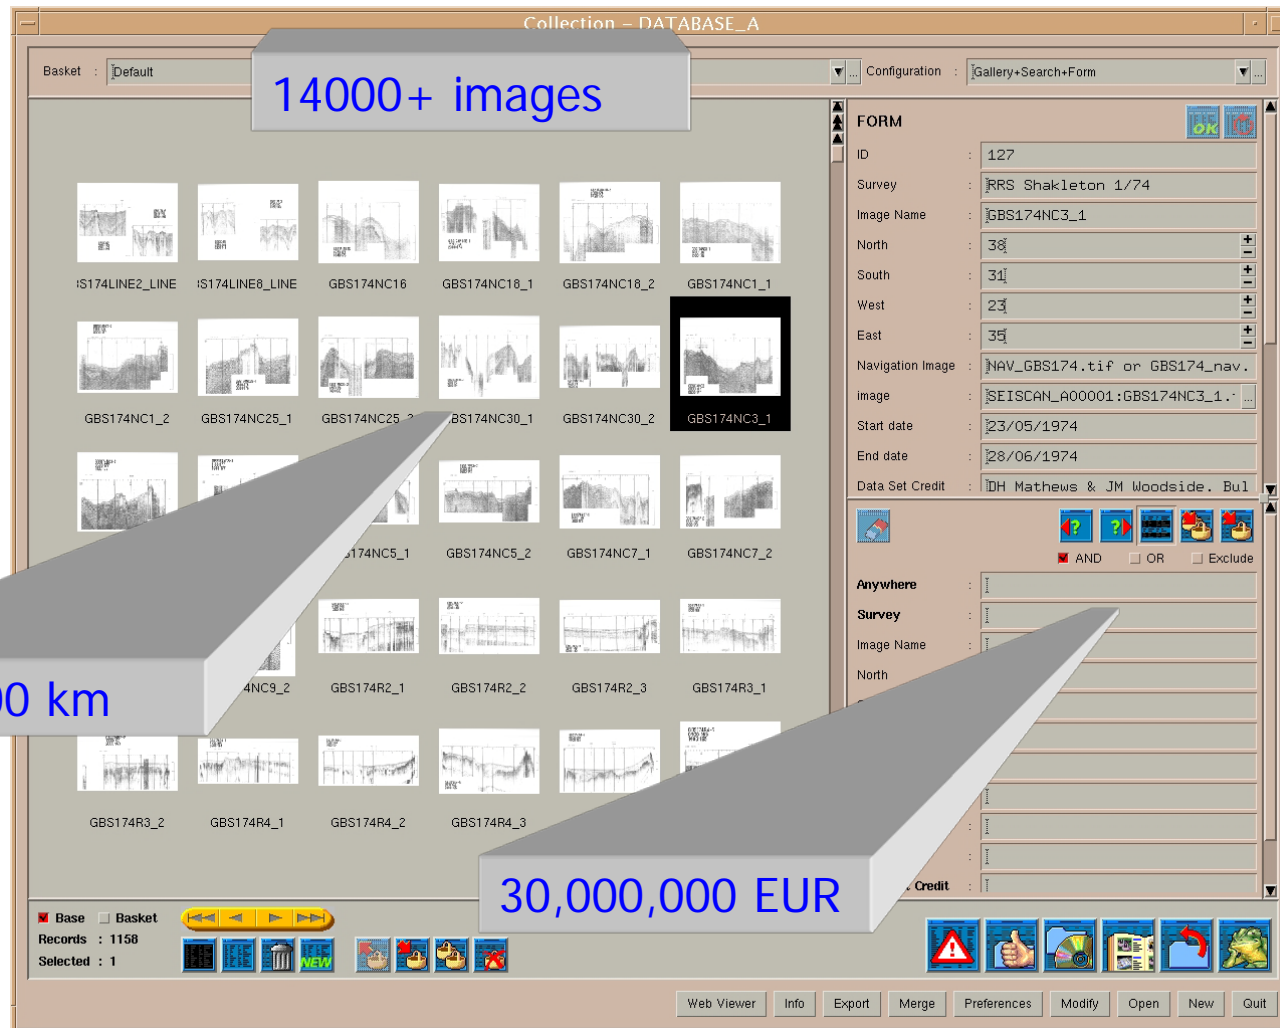 Collection – DATABASE_A
Basket : Default
Configuration : Gallery+Search+Form
14000+ images
FORM
OK
ID : 127
Survey : RRS Shakleton 1/74
Image Name : GBS174NC3_1
North : 38
South : 31
West : 23
East : 35
Navigation Image : NAV_GBS174.tif or GBS174_nav.
image : SEISCAN_A00001:GBS174NC3_1.
Start date : 23/05/1974
End date : 28/06/1974
Data Set Credit : DH Mathews & JM Woodside. Bul
S174LINE2_LINE S174LINE8_LINE GBS174NC16 GBS174NC18_1 GBS174NC18_2 GBS174NC1_1
GBS174NC1_2 GBS174NC25_1 GBS174NC25 BS174NC30_1 GBS174NC30_2 GBS174NC3_1
174NC5_1 GBS174NC5_2 GBS174NC7_1 GBS174NC7_2
4NC9_2 GBS174R2_1 GBS174R2_2 GBS174R2_3 GBS174R3_1
GBS174R3_2 GBS174R4_1 GBS174R4_2 GBS174R4_3
0 km
30,000,000 EUR
AND OR Exclude
Anywhere :
Survey :
Image Name :
North
Credit :
Base Basket
Records : 1158
Selected : 1
NEW
Web Viewer Info Export Merge Preferences Modify Open New Quit